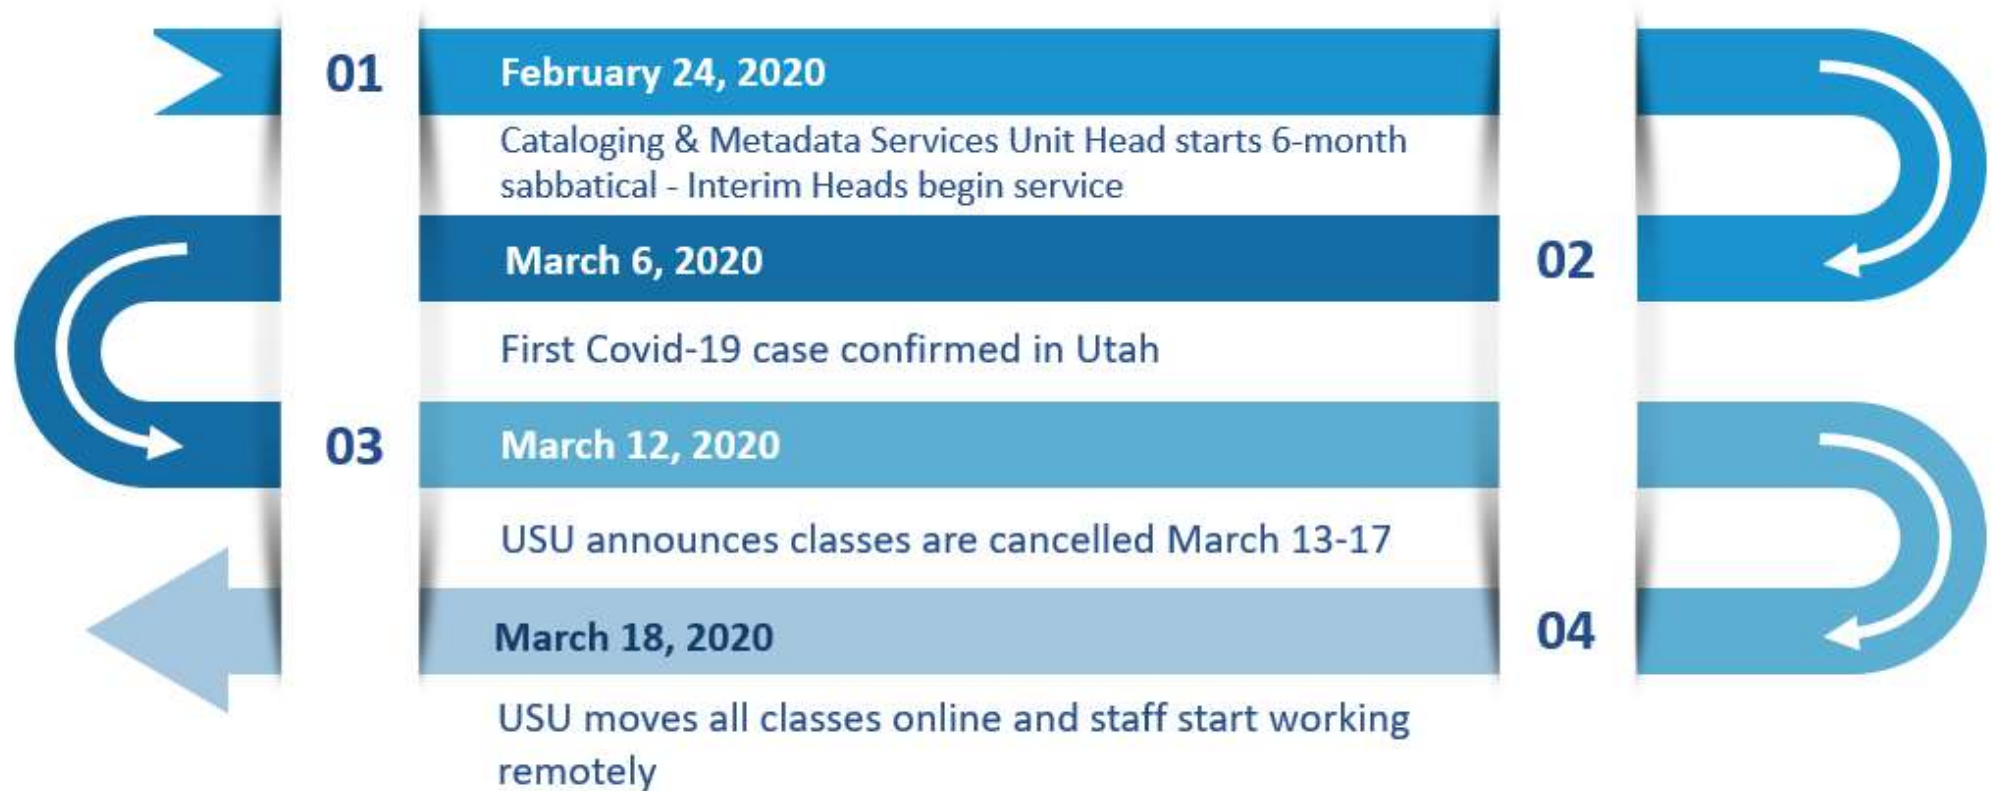 01
February 24, 2020
Cataloging & Metadata Services Unit Head starts 6-month
sabbatical - Interim Heads begin service
March 6, 2020
02
First Covid-19 case confirmed in Utah
03
March 12, 2020
USU announces classes are cancelled March 13-17
March 18, 2020
04
USU moves all classes online and staff start working
remotely